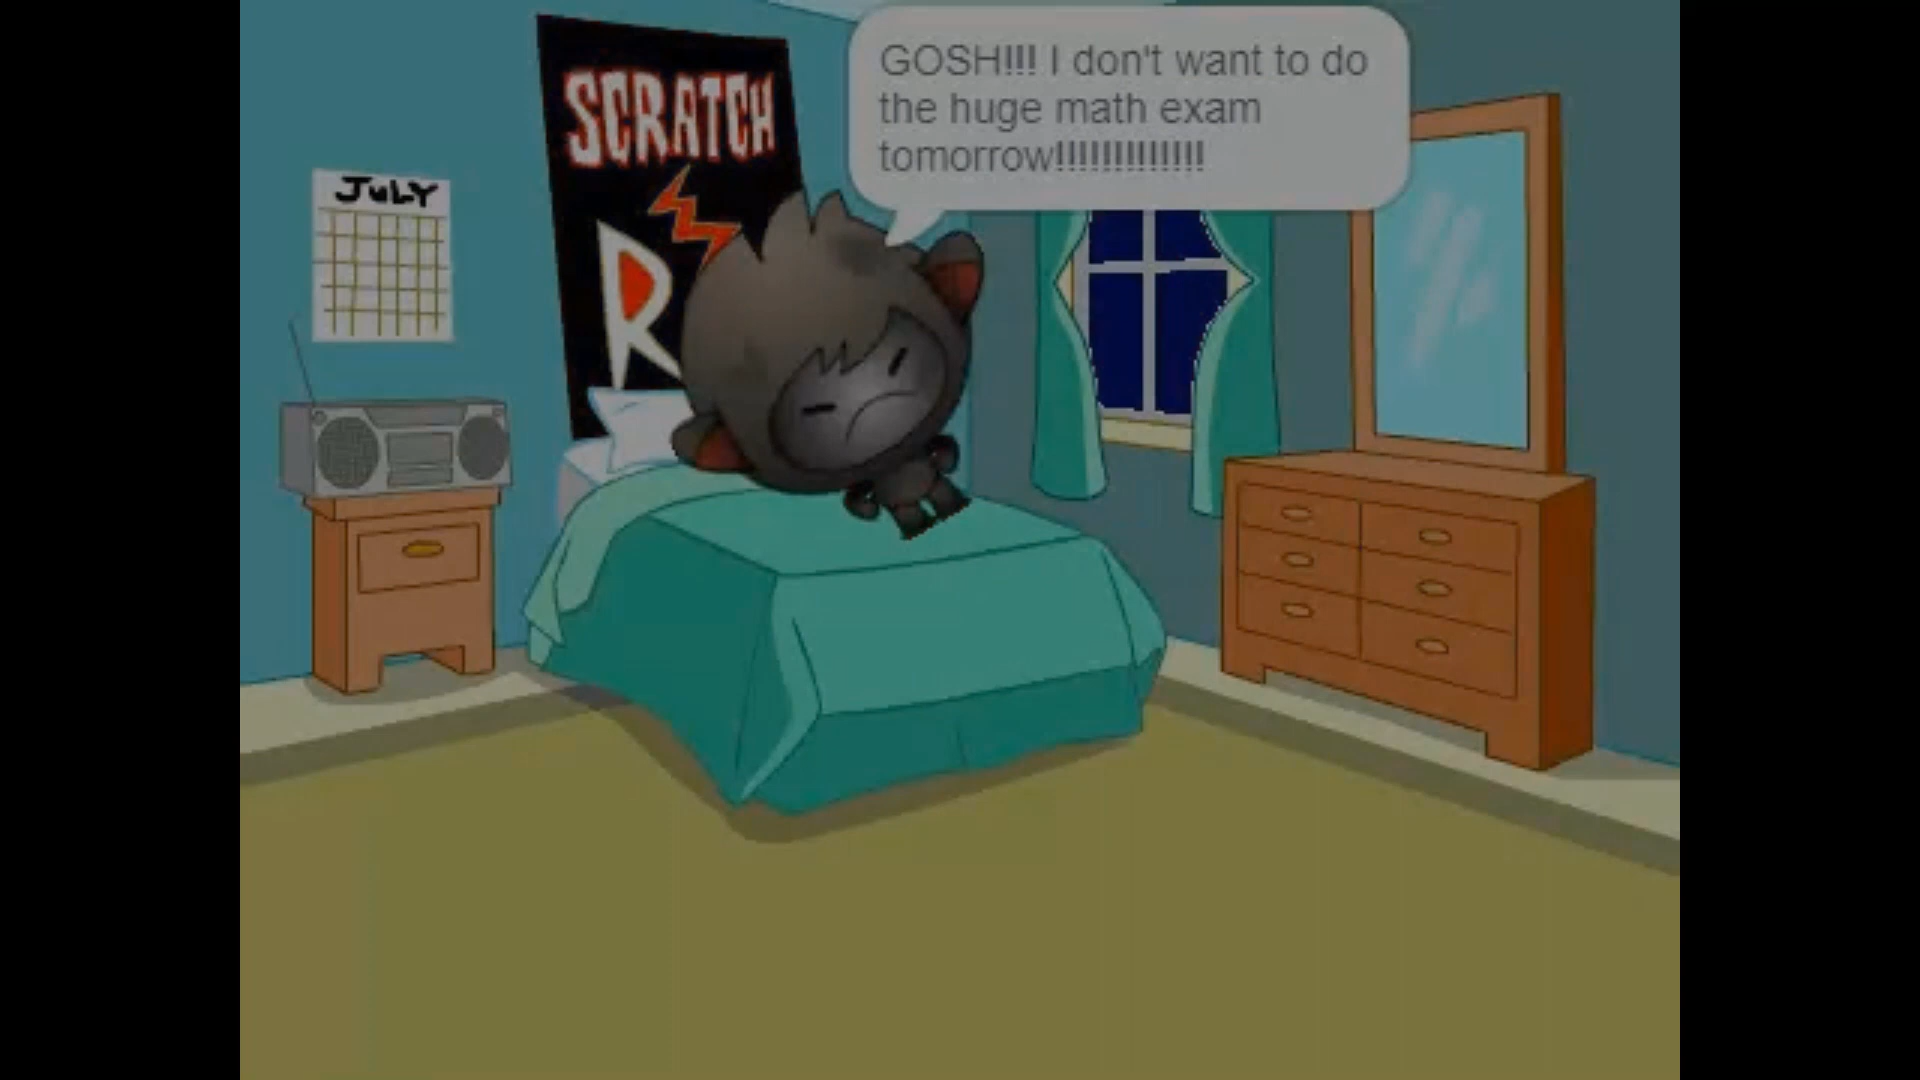 GOSH!!! I don't want to do
the huge math exam
tomorrow!!!!!!!!!!!!!
SCRATCH
R
JULY